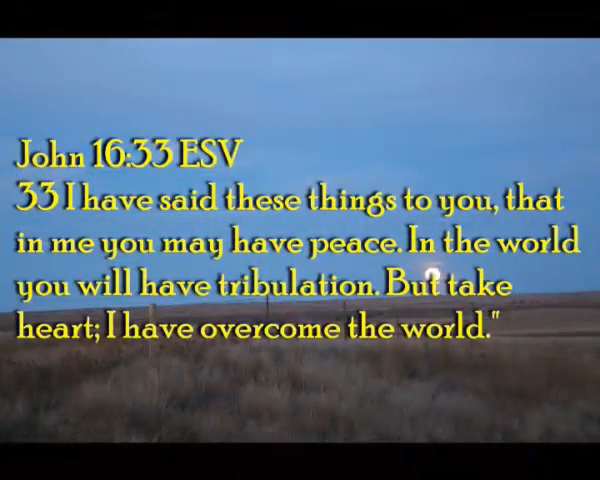 John 16:33 ESV
33 I have said these things to you, that
in me you may have peace. In the world
you will have tribulation. But take
heart; I have overcome the world."